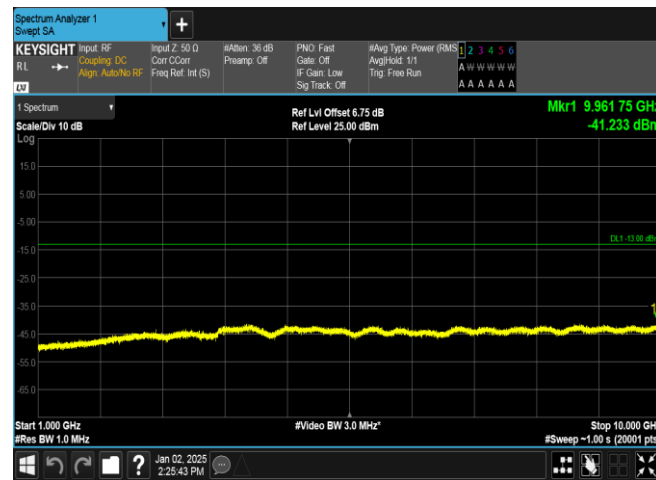 Spectrum Analyzer 1
Swept SA
+
KEYSIGHT
RL
LXI
Input: RF
Coupling: DC
Align: Auto/No RF
Input Z: 50 Ω
Corr CCorr
Freq Ref: Int (S)
#Atten: 36 dB
Preamp: Off
PNO: Fast
Gate: Off
IF Gain: Low
Sig Track: Off
#Avg Type: Power (RMS
Avg|Hold: 1/1
Trig: Free Run
1 2 3 4 5 6
A W W W W W
A A A A A A
1 Spectrum
Scale/Div 10 dB
Log
Ref Lvl Offset 6.75 dB
Ref Level 25.00 dBm
Mkr1 9.961 75 GHz
-41.233 dBm
15.0
5.00
-5.00
-15.0
-25.0
-35.0
-45.0
-55.0
-65.0
DL1 -13.00 dBm
1
Start 1.000 GHz
#Res BW 1.0 MHz
#Video BW 3.0 MHz*
Stop 10.000 GH
#Sweep ~1.00 s (20001 pts
?
Jan 02, 2025
2:25:43 PM